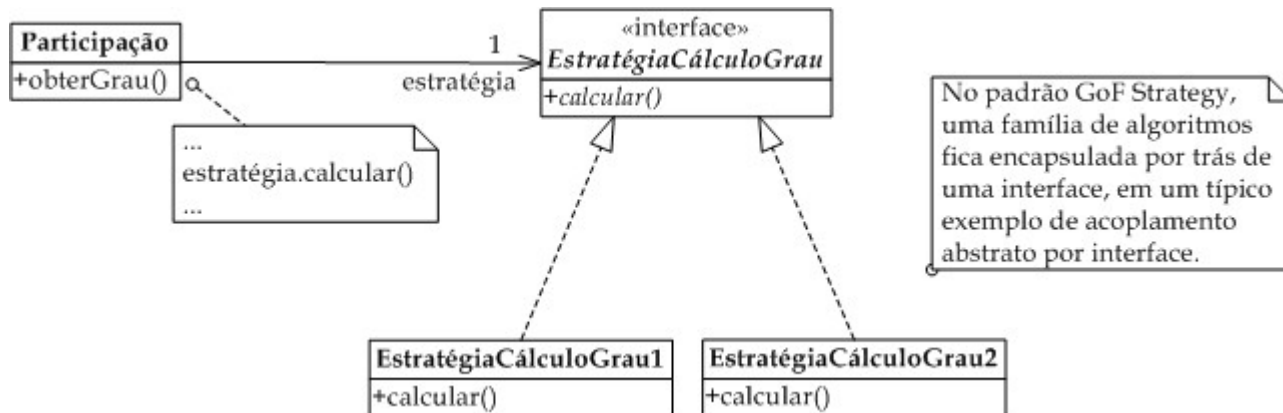 Participação
+obterGrau()
1
estratégia
«interface»
EstratégiaCálculoGrau
+calcular()
...
estratégia.calcular()
...
No padrão GoF Strategy,
uma família de algoritmos
fica encapsulada por trás de
uma interface, em um típico
exemplo de acoplamento
abstrato por interface.
EstratégiaCálculoGrau1
+calcular()
EstratégiaCálculoGrau2
+calcular()